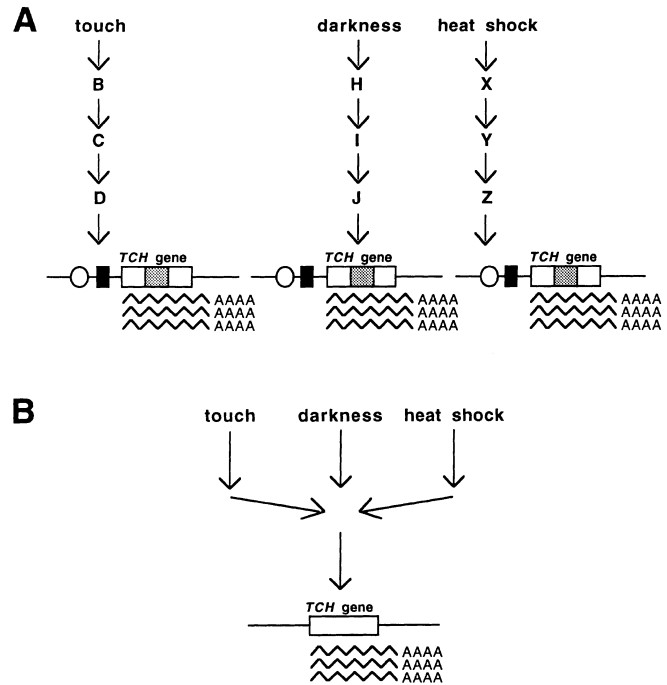 A
touch darkness heat shock
B H X
C I Y
D J Z
TCH gene TCH gene TCH gene
AAAA AAAA AAAA
AAAA AAAA AAAA
AAAA AAAA AAAA
B
touch darkness heat shock
TCH gene
AAAA
AAAA
AAAA